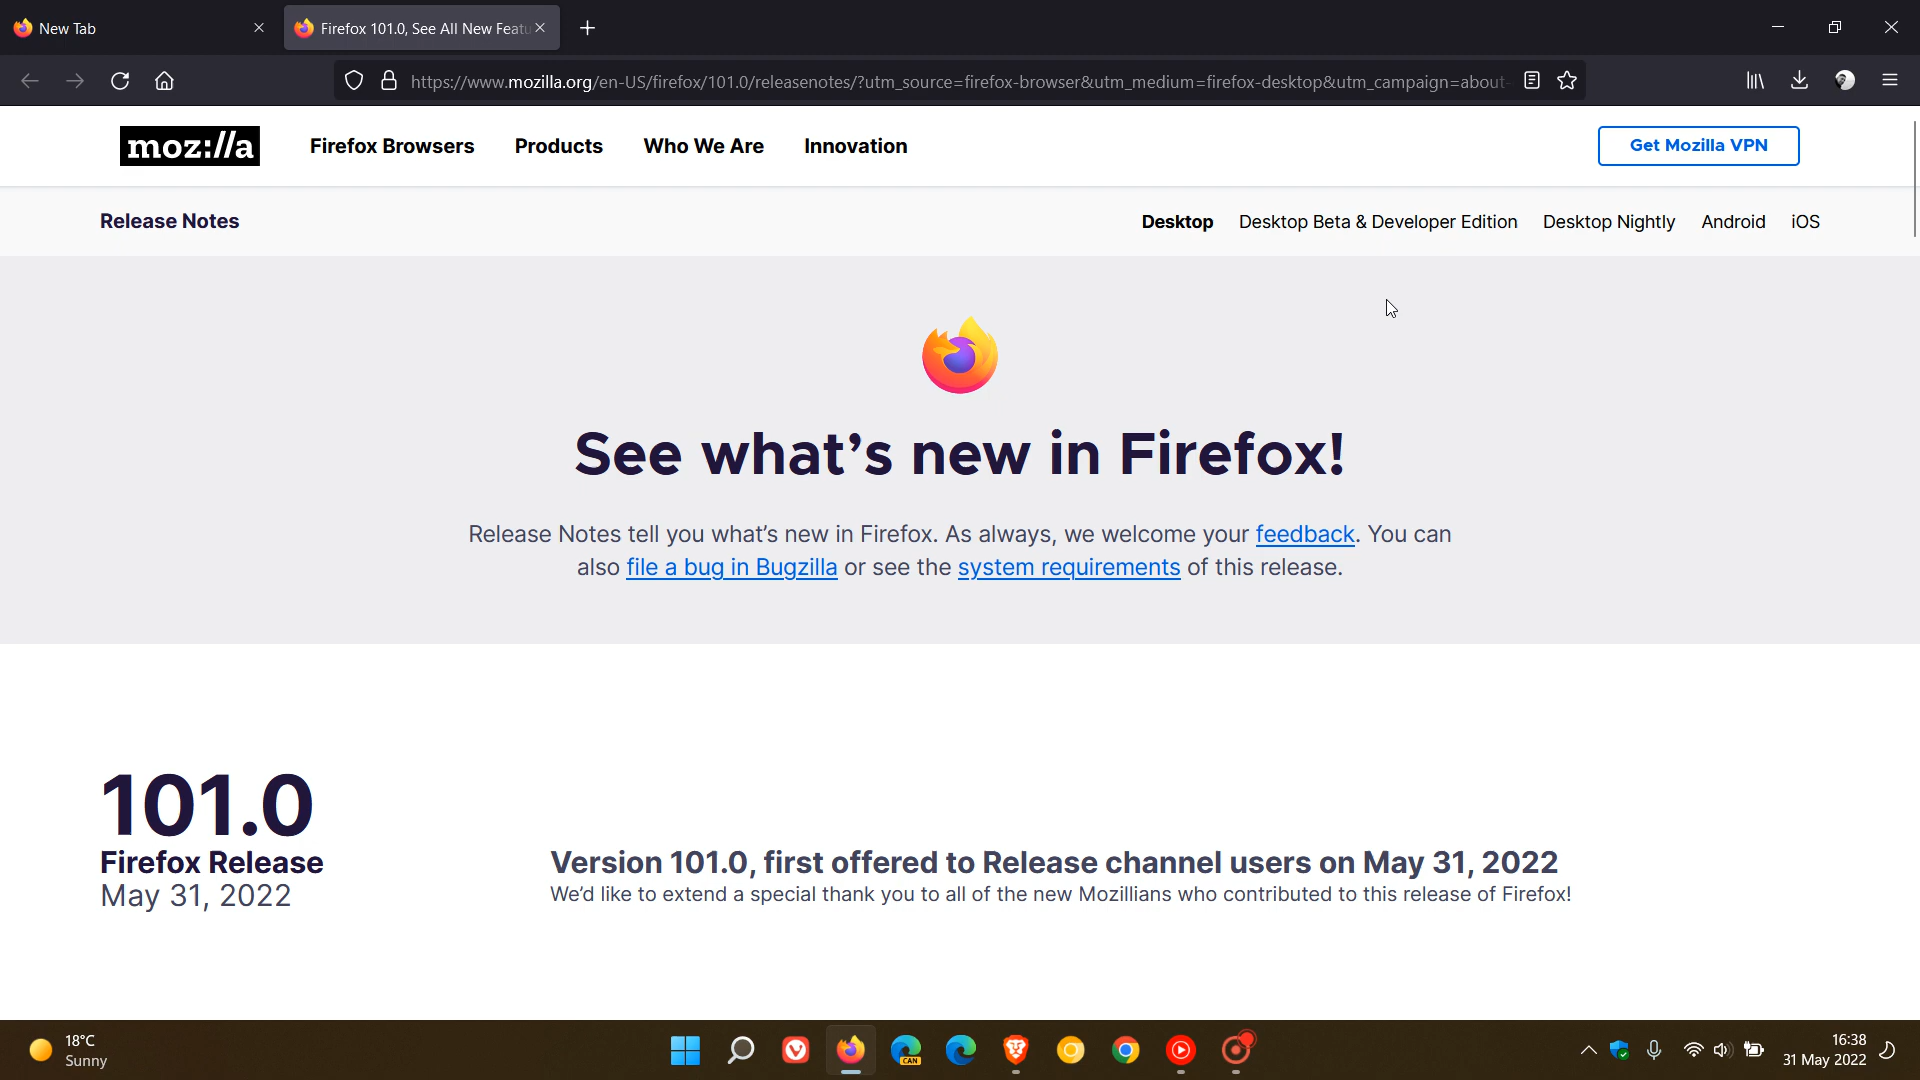 New Tab
Firefox 101.0, See All New Featu
https://www.mozilla.org/en-US/firefox/101.0/releasenotes/?utm_source=firefox-browser&utm_medium=firefox-desktop&utm_campaign=about-
moz://a
Firefox Browsers Products Who We Are Innovation
Get Mozilla VPN
Release Notes
Desktop Desktop Beta & Developer Edition Desktop Nightly Android iOS
See what's new in Firefox!
Release Notes tell you what's new in Firefox. As always, we welcome your feedback. You can
also file a bug in Bugzilla or see the system requirements of this release.
101.0
Firefox Release
May 31, 2022
Version 101.0, first offered to Release channel users on May 31, 2022
We'd like to extend a special thank you to all of the new Mozillians who contributed to this release of Firefox!
18°C
Sunny
CAN
16:38
31 May 2022